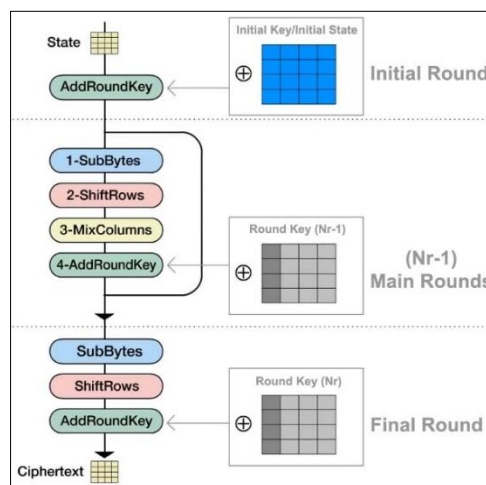 State
Initial Key/Initial State
AddRoundKey
⊕
Initial Round
1-SubBytes
2-ShiftRows
3-MixColumns
4-AddRoundKey
Round Key (Nr-1)
⊕
(Nr-1)
Main Rounds
SubBytes
ShiftRows
AddRoundKey
Round Key (Nr)
⊕
Final Round
Ciphertext